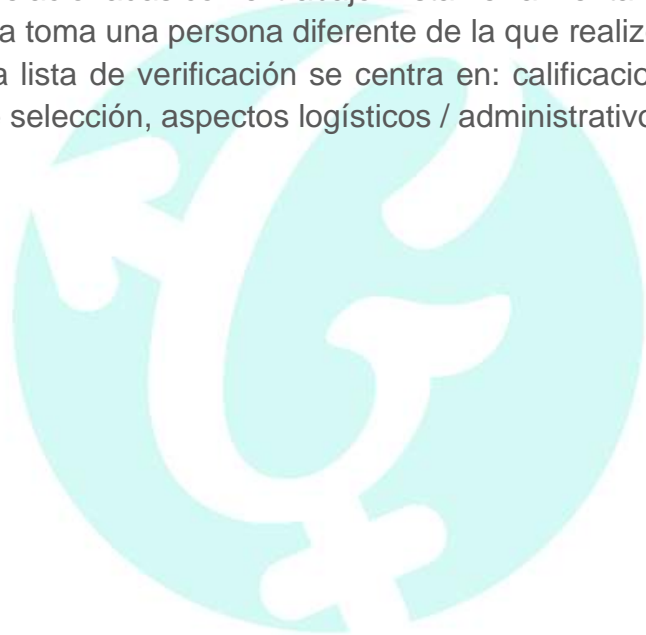 a toma una persona diferente de la que realiz
a lista de verificación se centra en: calificacio
selección, aspectos logísticos / administrativo